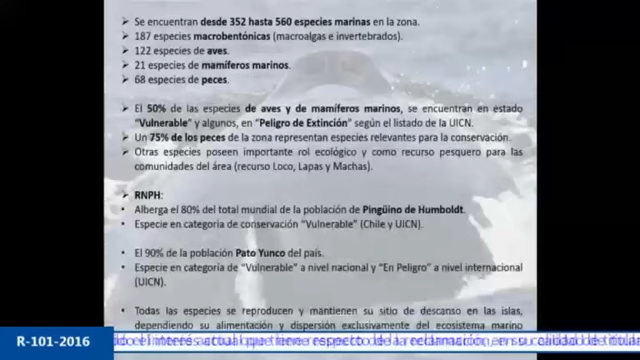 ➤ Se encuentran desde 352 hasta 560 especies marinas en la zona.
➤ 187 especies macrobentónicas (macroalgas e invertebrados).
➤ 122 especies de aves.
➤ 21 especies de mamíferos marinos.
➤ 68 especies de peces.
➤ El 50% de las especies de aves y de mamíferos marinos, se encuentran en estado
"Vulnerable" y algunos, en "Peligro de Extinción" según el listado de la UICN.
➤ Un 75% de los peces de la zona representan especies relevantes para la conservación.
➤ Otras especies poseen importante rol ecológico y como recurso pesquero para las
comunidades del área (recurso Loco, Lapas y Machas).
➤ RNPH:
• Alberga el 80% del total mundial de la población de Pingüino de Humboldt.
• Especie en categoría de conservación "Vulnerable" (Chile y UICN).
• El 90% de la población Pato Yunco del país.
• Especie en categoría de "Vulnerable" a nivel nacional y "En Peligro" a nivel internacional
(UICN).
• Todas las especies se reproducen y mantienen su sitio de descanso en las islas,
dependiendo su alimentación y dispersión exclusivamente del ecosistema marino
R-101-2016
el interés actual que tiene respecto de la reclamación, en su calidad de